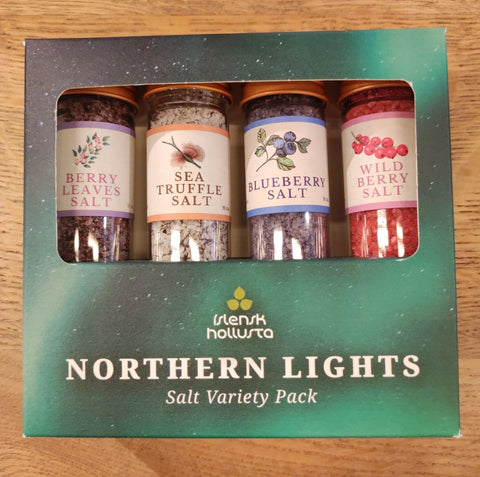 BERRY
LEAVES
SALT
SEA
TRUFFLE
SALT
BLUEBERRY
SALT
WILD
BERRY
SALT
íslensk
hollusta
NORTHERN LIGHTS
Salt Variety Pack